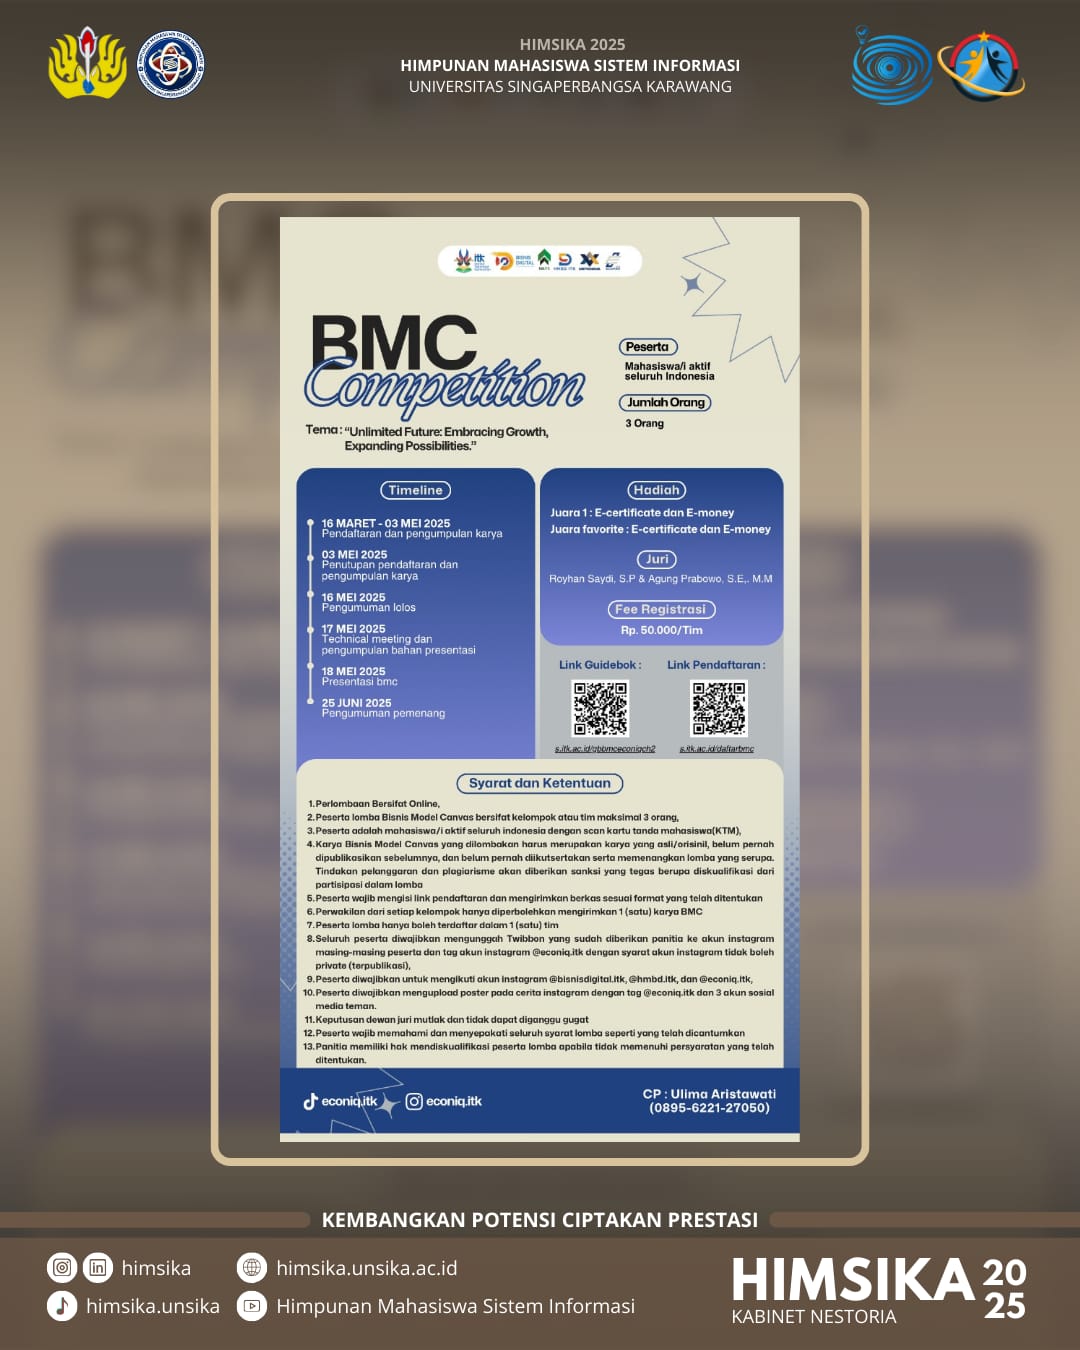 HIMSIKA 2025
HIMPUNAN MAHASISWA SISTEM INFORMASI
UNIVERSITAS SINGAPERBANGSA KARAWANG
itk
BISNIS
DIGITAL
BMC
Competition
Tema : “Unlimited Future: Embracing Growth,
Expanding Possibilities.”
Peserta
Mahasiswa/i aktif
seluruh Indonesia
Jumlah Orang
3 Orang
Timeline
16 MARET - 03 MEI 2025
Pendaftaran dan pengumpulan karya
03 MEI 2025
Penutupan pendaftaran dan
pengumpulan karya
16 MEI 2025
Pengumuman lolos
17 MEI 2025
Technical meeting dan
pengumpulan bahan presentasi
18 MEI 2025
Presentasi bmc
25 JUNI 2025
Pengumuman pemenang
Hadiah
Juara 1 : E-certificate dan E-money
Juara favorite : E-certificate dan E-money
Juri
Royhan Saydi, S.P & Agung Prabowo, S.E,. M.M
Fee Registrasi
Rp. 50.000/Tim
Link Guidebok :
s.itk.ac.id/gbbmceconiqch2
Link Pendaftaran :
s.itk.ac.id/daftarbmc
Syarat dan Ketentuan
1. Perlombaan Bersifat Online,
2. Peserta lomba Bisnis Model Canvas bersifat kelompok atau tim maksimal 3 orang,
3. Peserta adalah mahasiswa/i aktif seluruh indonesia dengan scan kartu tanda mahasiswa(KTM),
4. Karya Bisnis Model Canvas yang dilombakan harus merupakan karya yang asli/orisinil, belum pernah
dipublikasikan sebelumnya, dan belum pernah diikutsertakan serta memenangkan lomba yang serupa.
Tindakan pelanggaran dan plagiarisme akan diberikan sanksi yang tegas berupa diskualifikasi dari
partisipasi dalam lomba
5. Peserta wajib mengisi link pendaftaran dan mengirimkan berkas sesuai format yang telah ditentukan
6. Perwakilan dari setiap kelompok hanya diperbolehkan mengirimkan 1 (satu) karya BMC
7. Peserta lomba hanya boleh terdaftar dalam 1 (satu) tim
8. Seluruh peserta diwajibkan mengunggah Twibbon yang sudah diberikan panitia ke akun instagram
masing-masing peserta dan tag akun instagram @econiq.itk dengan syarat akun instagram tidak boleh
private (terpublikasi),
9. Peserta diwajibkan untuk mengikuti akun instagram @bisnisdigital.itk, @hmbd.itk, dan @econiq.itk,
10. Peserta diwajibkan mengupload poster pada cerita instagram dengan tag @econiq.itk dan 3 akun sosial
media teman.
11. Keputusan dewan juri mutlak dan tidak dapat diganggu gugat
12. Peserta wajib memahami dan menyepakati seluruh syarat lomba seperti yang telah dicantumkan
13. Panitia memiliki hak mendiskualifikasi peserta lomba apabila tidak memenuhi persyaratan yang telah
ditentukan.
econiq.itk
econiq.itk
CP : Ulima Aristawati
(0895-6221-27050)
KEMBANGKAN POTENSI CIPTAKAN PRESTASI
himsika
himsika.unsika.ac.id
himsika.unsika
Himpunan Mahasiswa Sistem Informasi
HIMSIKA 2025
KABINET NESTORIA